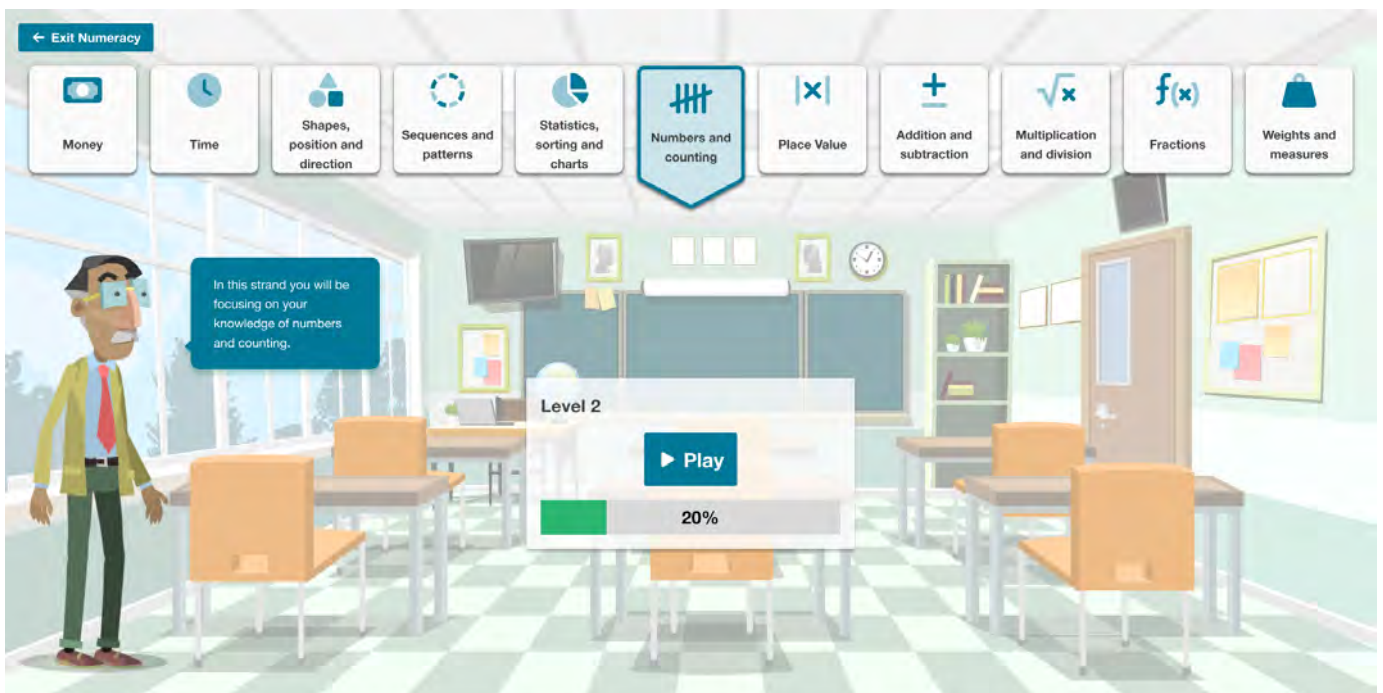 ← Exit Numeracy
Money
Time
Shapes,
position and
direction
Sequences and
patterns
Statistics,
sorting and
charts
Numbers and
counting
|x|
Place Value
Addition and
subtraction
√x
Multiplication
and division
f(x)
Fractions
Weights and
measures
In this strand you will be
focusing on your
knowledge of numbers
and counting.
Level 2
Play
20%